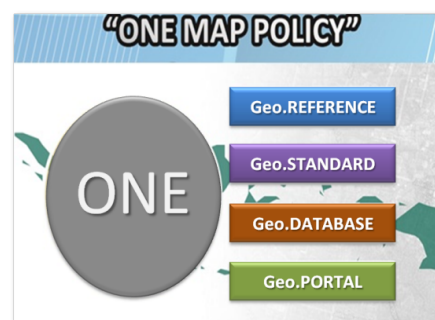 "ONE MAP POLICY"
ONE
Geo.REFERENCE
Geo.STANDARD
Geo.DATABASE
Geo.PORTAL